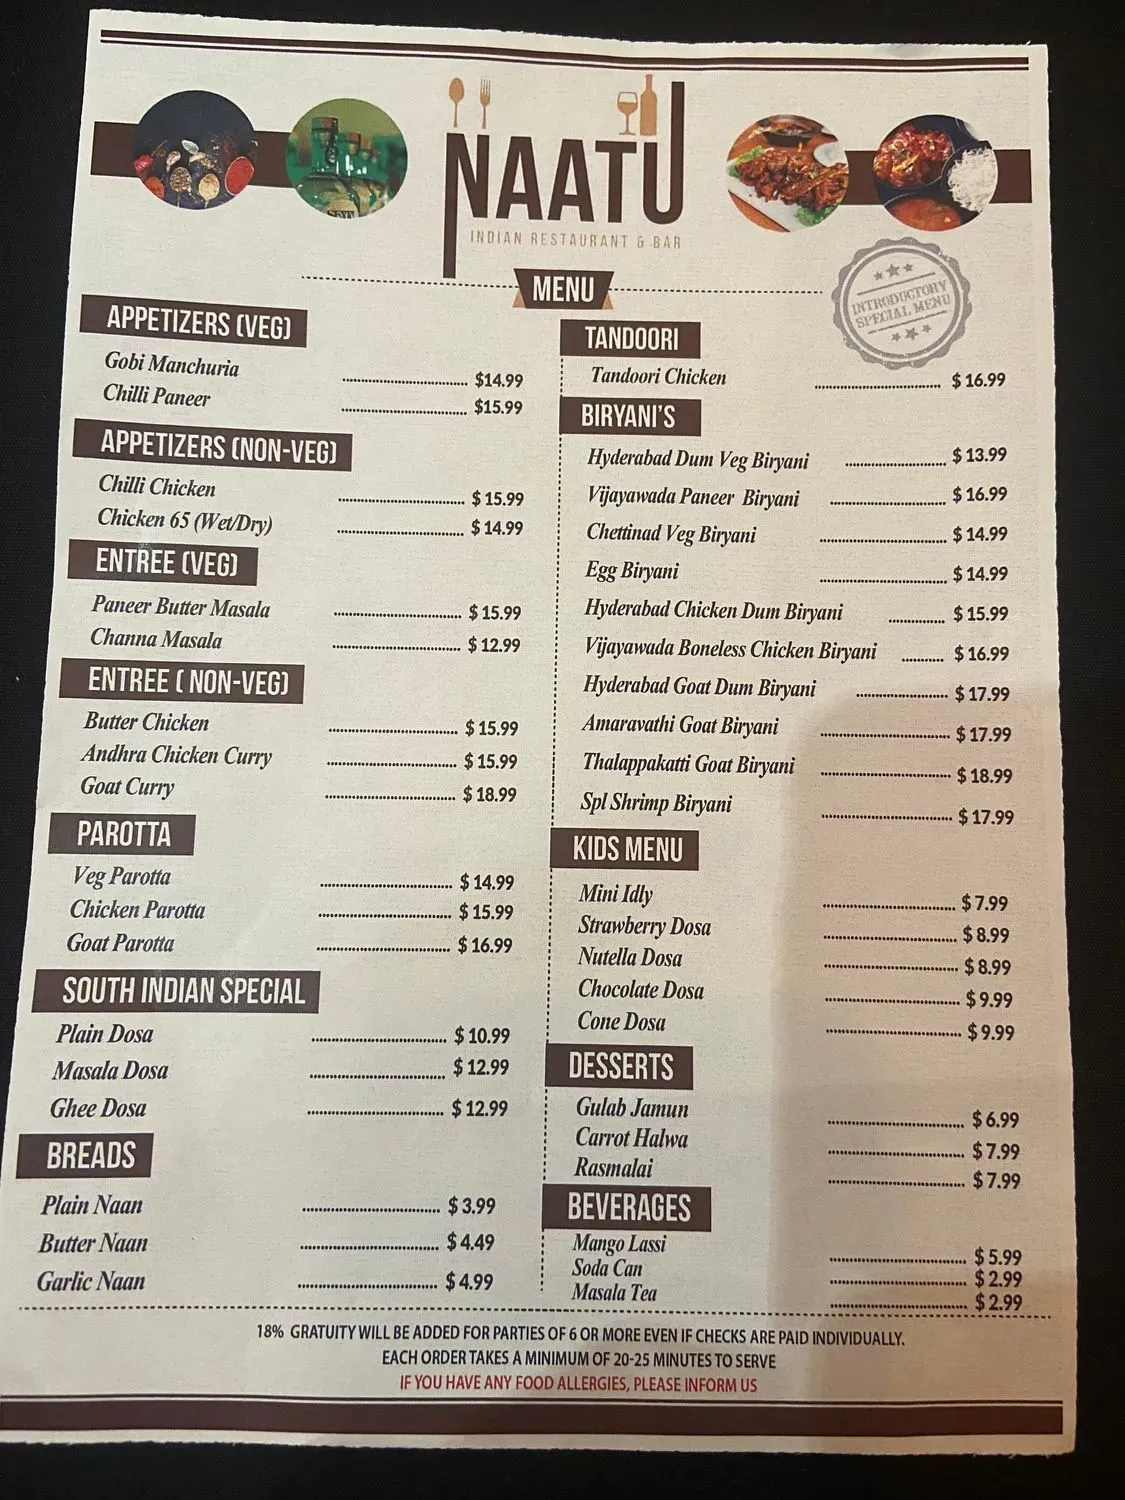 NAATU
INDIAN RESTAURANT & BAR
MENU
INTRODUCTORY
SPECIAL MENU
APPETIZERS (VEG)
Gobi Manchuria $14.99
Chilli Paneer $15.99
APPETIZERS (NON-VEG)
Chilli Chicken $ 15.99
Chicken 65 (Wet/Dry) $ 14.99
ENTREE (VEG)
Paneer Butter Masala $ 15.99
Channa Masala $ 12.99
ENTREE ( NON-VEG)
Butter Chicken $ 15.99
Andhra Chicken Curry $ 15.99
Goat Curry $ 18.99
PAROTTA
Veg Parotta $ 14.99
Chicken Parotta $ 15.99
Goat Parotta $ 16.99
SOUTH INDIAN SPECIAL
Plain Dosa $ 10.99
Masala Dosa $ 12.99
Ghee Dosa $ 12.99
BREADS
Plain Naan $ 3.99
Butter Naan $ 4.49
Garlic Naan $ 4.99
TANDOORI
Tandoori Chicken $ 16.99
BIRYANI'S
Hyderabad Dum Veg Biryani $ 13.99
Vijayawada Paneer Biryani $ 16.99
Chettinad Veg Biryani $ 14.99
Egg Biryani $ 14.99
Hyderabad Chicken Dum Biryani $ 15.99
Vijayawada Boneless Chicken Biryani $ 16.99
Hyderabad Goat Dum Biryani $ 17.99
Amaravathi Goat Biryani $ 17.99
Thalappakatti Goat Biryani $ 18.99
Spl Shrimp Biryani $ 17.99
KIDS MENU
Mini Idly $ 7.99
Strawberry Dosa $ 8.99
Nutella Dosa $ 8.99
Chocolate Dosa $ 9.99
Cone Dosa $ 9.99
DESSERTS
Gulab Jamun $ 6.99
Carrot Halwa $ 7.99
Rasmalai $ 7.99
BEVERAGES
Mango Lassi $ 5.99
Soda Can $ 2.99
Masala Tea $ 2.99
18% GRATUITY WILL BE ADDED FOR PARTIES OF 6 OR MORE EVEN IF CHECKS ARE PAID INDIVIDUALLY.
EACH ORDER TAKES A MINIMUM OF 20-25 MINUTES TO SERVE
IF YOU HAVE ANY FOOD ALLERGIES, PLEASE INFORM US